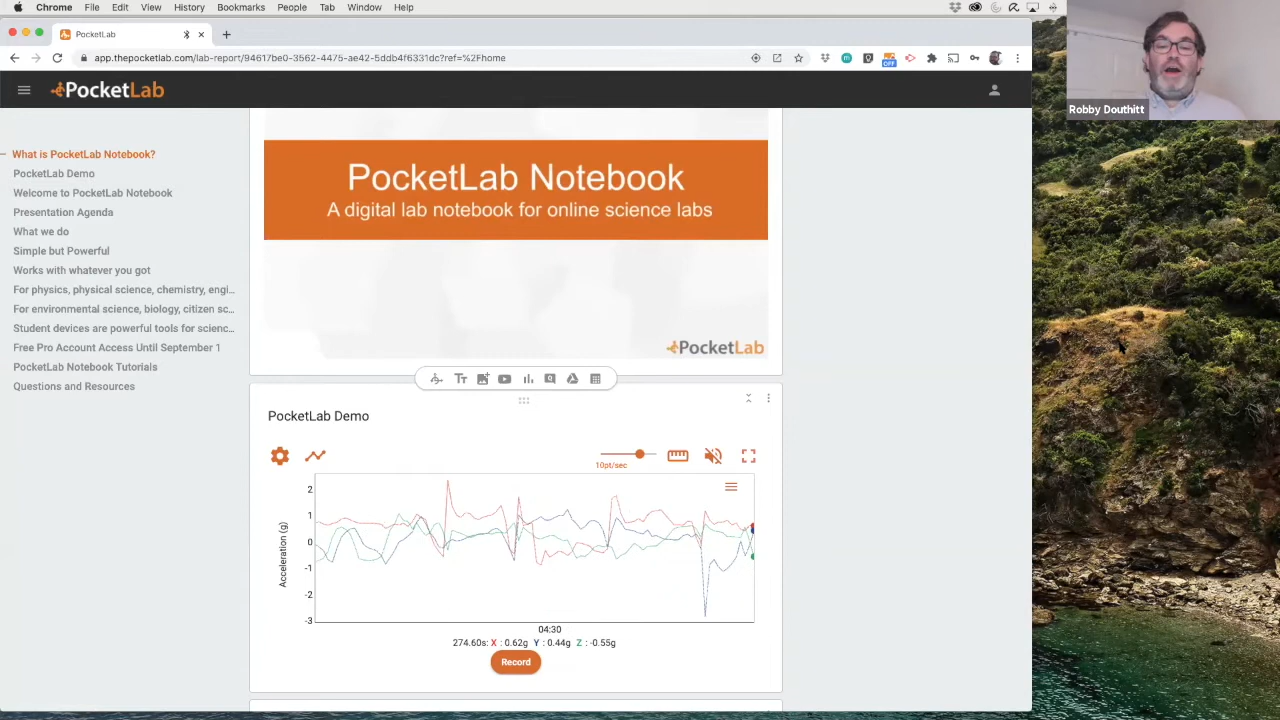 Chrome File Edit View History Bookmarks People Tab Window Help
PocketLab
app.thepocketlab.com/lab-report/94617be0-3562-4475-ae42-5ddb4f6331dc?ref=%2Fhome
OFF
PocketLab
Robby Douthitt
What is PocketLab Notebook?
PocketLab Demo
Welcome to PocketLab Notebook
Presentation Agenda
What we do
Simple but Powerful
Works with whatever you got
For physics, physical science, chemistry, engi...
For environmental science, biology, citizen sc...
Student devices are powerful tools for scienc...
Free Pro Account Access Until September 1
PocketLab Notebook Tutorials
Questions and Resources
PocketLab Notebook
A digital lab notebook for online science labs
PocketLab
PocketLab Demo
10pt/sec
Acceleration (g)
2
1
0
-1
-2
-3
04:30
274.60s: X : 0.62g Y : 0.44g Z : -0.55g
Record